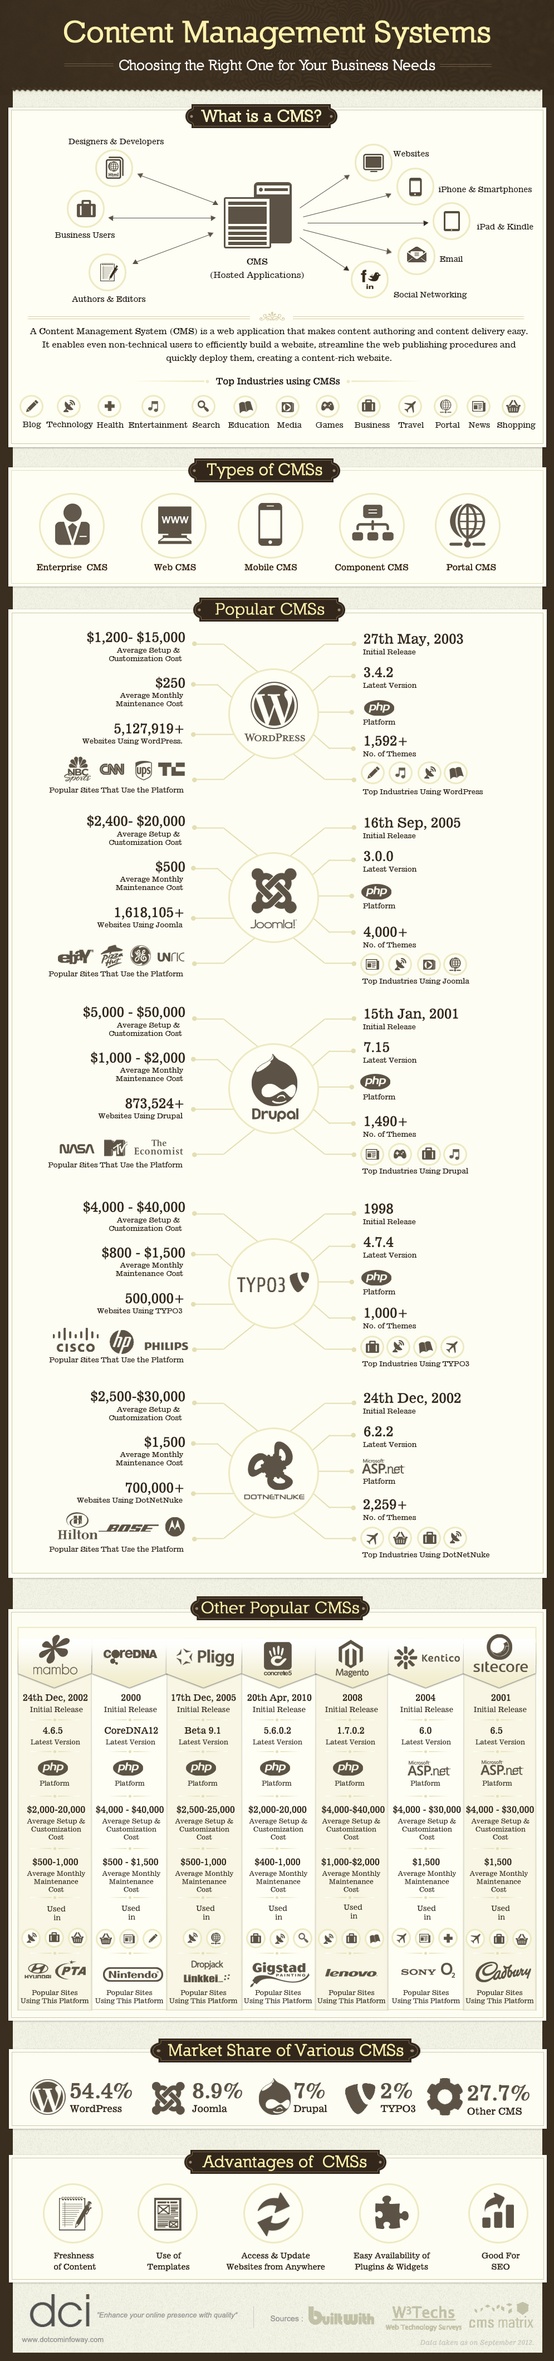 Content Management Systems
Choosing the Right One for Your Business Needs
What is a CMS?
Designers & Developers
Html
Business Users
Authors & Editors
CMS
(Hosted Applications)
Websites
iPhone & Smartphones
iPad & Kindle
Email
Social Networking
A Content Management System (CMS) is a web application that makes content authoring and content delivery easy.
It enables even non-technical users to efficiently build a website, streamline the web publishing procedures and
quickly deploy them, creating a content-rich website.
Top Industries using CMSs
Blog Technology Health Entertainment Search Education Media Games Business Travel Portal News Shopping
Types of CMSs
WWW
Enterprise CMS Web CMS Mobile CMS Component CMS Portal CMS
Popular CMSs
$1,200- $15,000
Average Setup &
Customization Cost
$250
Average Monthly
Maintenance Cost
5,127,919+
Websites Using WordPress.
NBC Sports CNN ups TC
Popular Sites That Use the Platform
WORDPRESS
27th May, 2003
Initial Release
3.4.2
Latest Version
php
Platform
1,592+
No. of Themes
Top Industries Using WordPress
$2,400- $20,000
Average Setup &
Customization Cost
$500
Average Monthly
Maintenance Cost
1,618,105+
Websites Using Joomla
ebay Pizza Hut GE UNRIC
Popular Sites That Use the Platform
Joomla!
16th Sep, 2005
Initial Release
3.0.0
Latest Version
php
Platform
4,000+
No. of Themes
Top Industries Using Joomla
$5,000 - $50,000
Average Setup &
Customization Cost
$1,000 - $2,000
Average Monthly
Maintenance Cost
873,524+
Websites Using Drupal
NASA MTV The Economist
Popular Sites That Use the Platform
Drupal
15th Jan, 2001
Initial Release
7.15
Latest Version
php
Platform
1,490+
No. of Themes
Top Industries Using Drupal
$4,000 - $40,000
Average Setup &
Customization Cost
$800 - $1,500
Average Monthly
Maintenance Cost
500,000+
Websites Using TYPO3
CISCO hp PHILIPS
Popular Sites That Use the Platform
TYPO3
1998
Initial Release
4.7.4
Latest Version
php
Platform
1,000+
No. of Themes
Top Industries Using TYPO3
$2,500-$30,000
Average Setup &
Customization Cost
$1,500
Average Monthly
Maintenance Cost
700,000+
Websites Using DotNetNuke
Hilton BOSE
Popular Sites That Use the Platform
DOTNETNUKE
24th Dec, 2002
Initial Release
6.2.2
Latest Version
Microsoft ASP.net
Platform
2,259+
No. of Themes
Top Industries Using DotNetNuke
Other Popular CMSs
mambo
24th Dec, 2002
Initial Release
4.6.5
Latest Version
php
Platform
$2,000-20,000
Average Setup &
Customization
Cost
$500-1,000
Average Monthly
Maintenance
Cost
Used
in
HYUNDAI PTA
Popular Sites
Using This Platform
COREDNA
2000
Initial Release
CoreDNA12
Latest Version
php
Platform
$4,000 - $40,000
Average Setup &
Customization
Cost
$500 - $1,500
Average Monthly
Maintenance
Cost
Used
in
Nintendo
Popular Sites
Using This Platform
Pligg
17th Dec, 2005
Initial Release
Beta 9.1
Latest Version
php
Platform
$2,500-25,000
Average Setup &
Customization
Cost
$500-1,000
Average Monthly
Maintenance
Cost
Used
in
Dropjack
Linkkei
Popular Sites
Using This Platform
concrete5
20th Apr, 2010
Initial Release
5.6.0.2
Latest Version
php
Platform
$2,000-20,000
Average Setup &
Customization
Cost
$400-1,000
Average Monthly
Maintenance
Cost
Used
in
Gigstad
PAINTING
Popular Sites
Using This Platform
Magento
2008
Initial Release
1.7.0.2
Latest Version
php
Platform
$4,000-$40,000
Average Setup &
Customization
Cost
$1,000-$2,000
Average Monthly
Maintenance
Cost
Used
in
lenovo
Popular Sites
Using This Platform
Kentico
2004
Initial Release
6.0
Latest Version
Microsoft ASP.net
Platform
$4,000 - $30,000
Average Setup &
Customization
Cost
$1,500
Average Monthly
Maintenance
Cost
Used
in
SONY O2
Popular Sites
Using This Platform
sitecore
2001
Initial Release
6.5
Latest Version
Microsoft ASP.net
Platform
$4,000 - $30,000
Average Setup &
Customization
Cost
$1,500
Average Monthly
Maintenance
Cost
Used
in
Cadbury
Popular Sites
Using This Platform
Market Share of Various CMSs
54.4%
WordPress
8.9%
Joomla
7%
Drupal
2%
TYPO3
27.7%
Other CMS
Advantages of CMSs
Freshness
of Content
Use of
Templates
Access & Update
Websites from Anywhere
Easy Availability of
Plugins & Widgets
Good For
SEO
dci
"Enhance your online presence with quality"
www.dotcominfoway.com
Sources :
builtwith
W3Techs
Web Technology Surveys
cms matrix
Data taken as on September 2012.